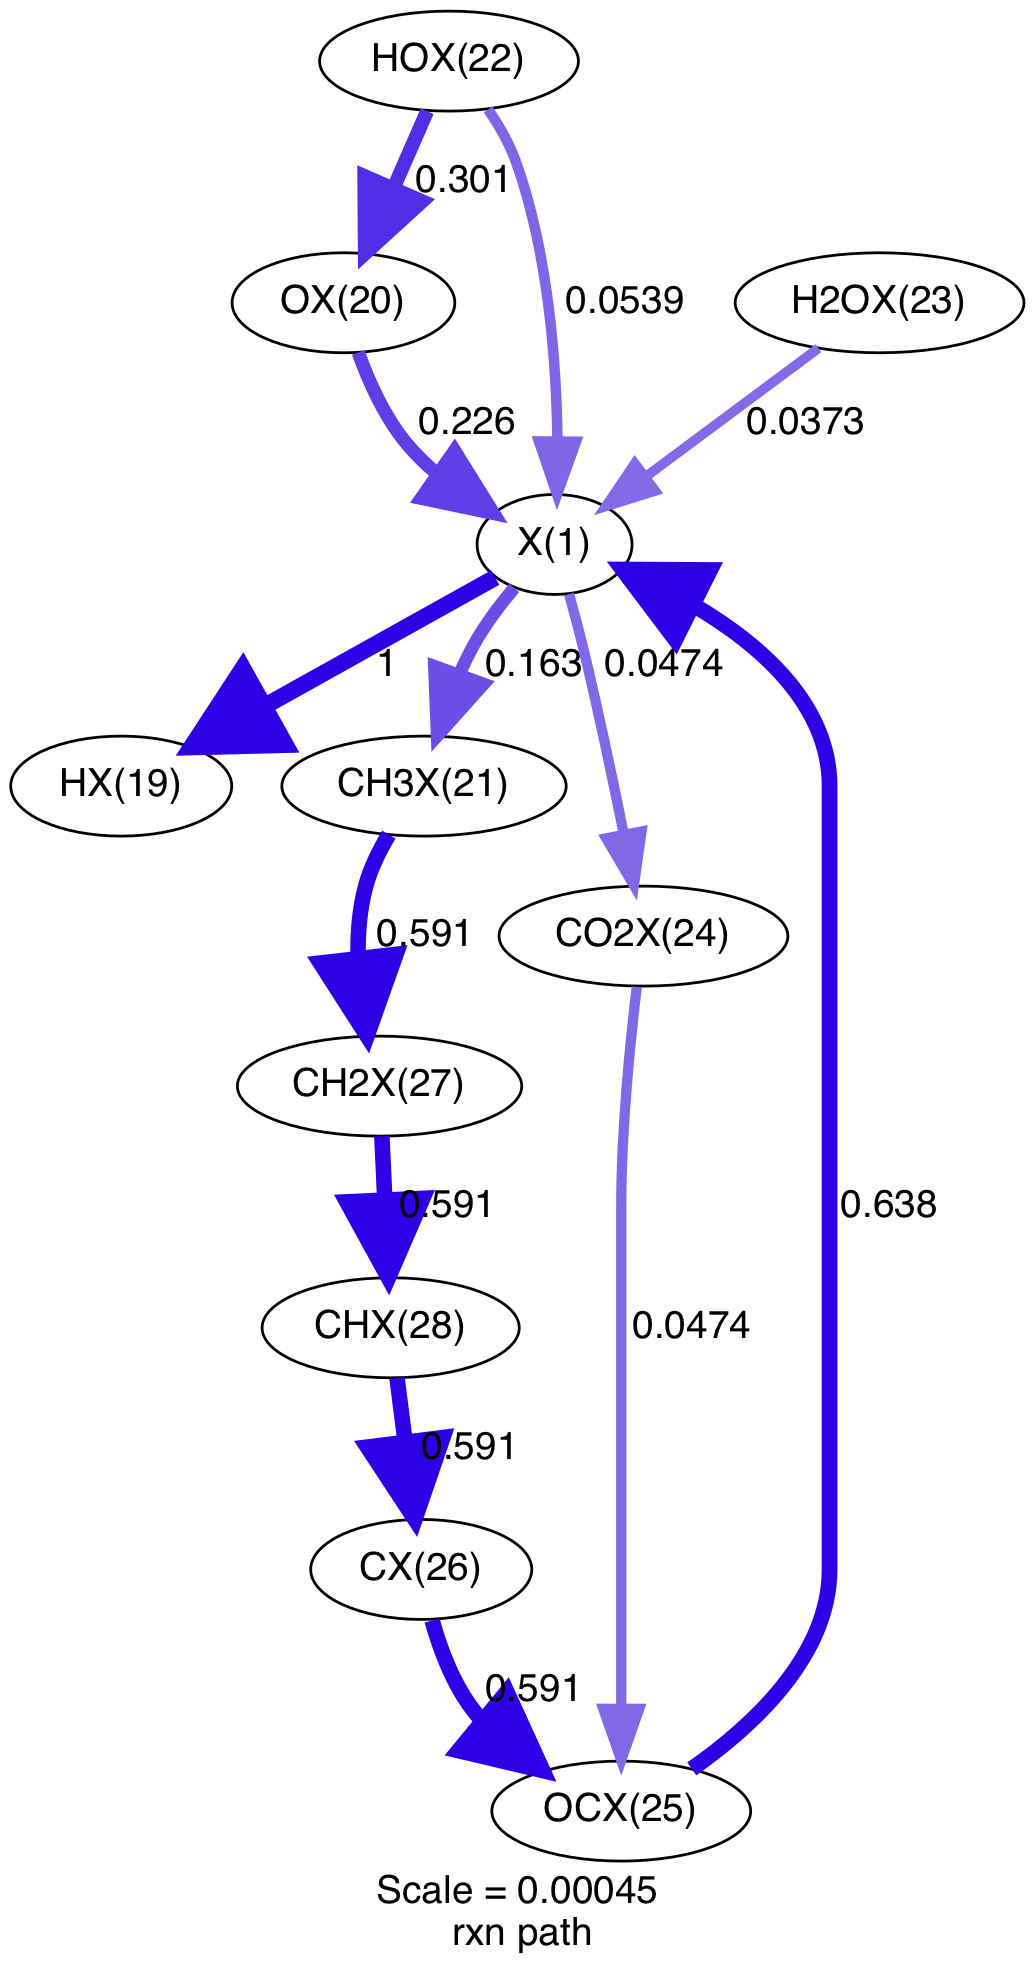 HOX(22)
0.301
OX(20)
0.0539
H2OX(23)
0.226
0.0373
X(1)
1
0.163
0.0474
HX(19)
CH3X(21)
0.591
CO2X(24)
CH2X(27)
0.591
0.638
CHX(28)
0.0474
0.591
CX(26)
0.591
OCX(25)
Scale = 0.00045
rxn path